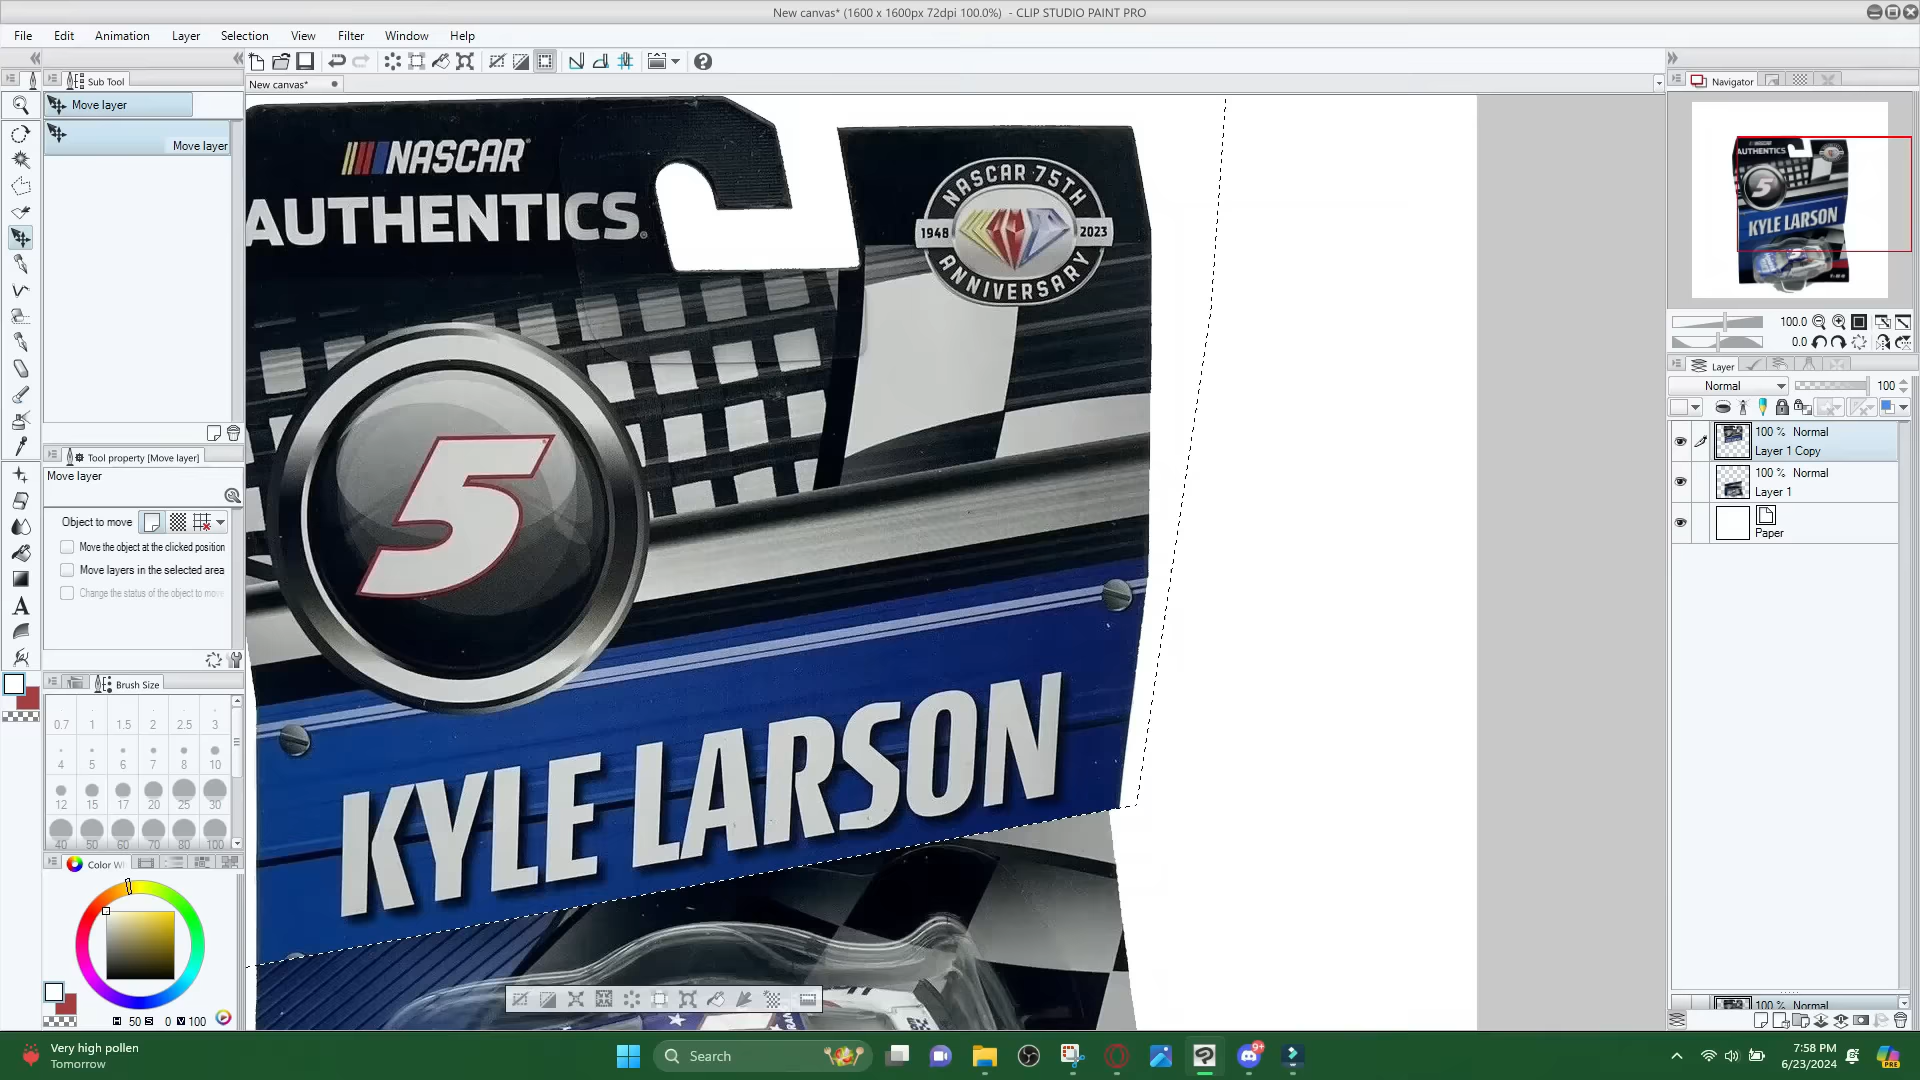 New canvas* (1600 x 1600px 72dpi 100.0%) - CLIP STUDIO PAINT PRO
File Edit Animation Layer Selection View Filter Window Help
Sub Tool
New canvas*
Navigator
Move layer
Move layer
NASCAR
AUTHENTICS
NASCAR 75TH
1948 2023
ANNIVERSARY
100.0
0.0
Layer
Normal 100
100 % Normal
Layer 1 Copy
100 % Normal
Layer 1
Paper
5
KYLE LARSON
Tool property [Move layer]
Move layer
Object to move
Move the object at the clicked position
Move layers in the selected area
Change the status of the object to move
Brush Size
0.7 1 1.5 2 2.5 3
4 5 6 7 8 10
12 15 17 20 25 30
40 50 60 70 80 100
Color W
H 50 S 0 V 100
100 % Normal
Very high pollen
Tomorrow
Search
9+
7:58 PM
6/23/2024
PRE